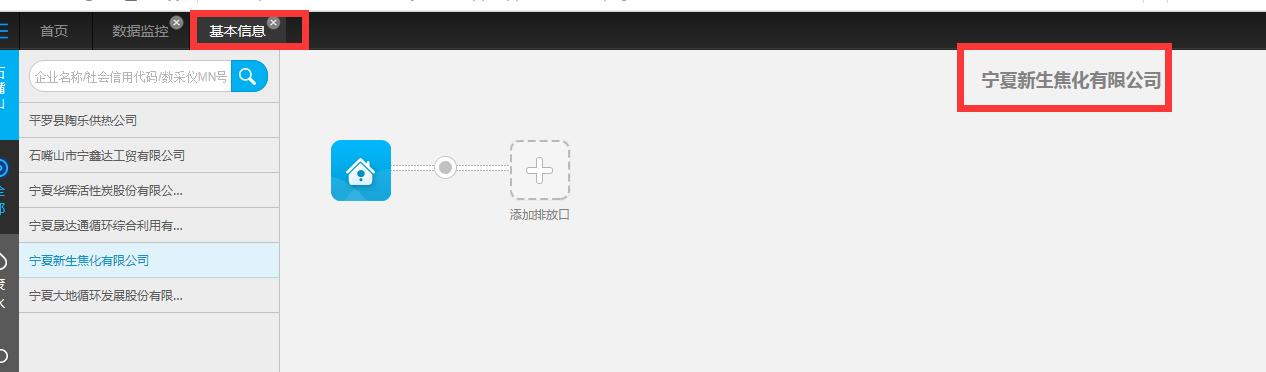 首页 数据监控 基本信息
石嘴山
企业名称/社会信用代码/数采仪MN号
宁夏新生焦化有限公司
平罗县陶乐供热公司
石嘴山市宁鑫达工贸有限公司
宁夏华辉活性炭股份有限公...
全部
宁夏晟达通循环综合利用有...
添加排放口
宁夏新生焦化有限公司
宁夏大地循环发展股份有限...